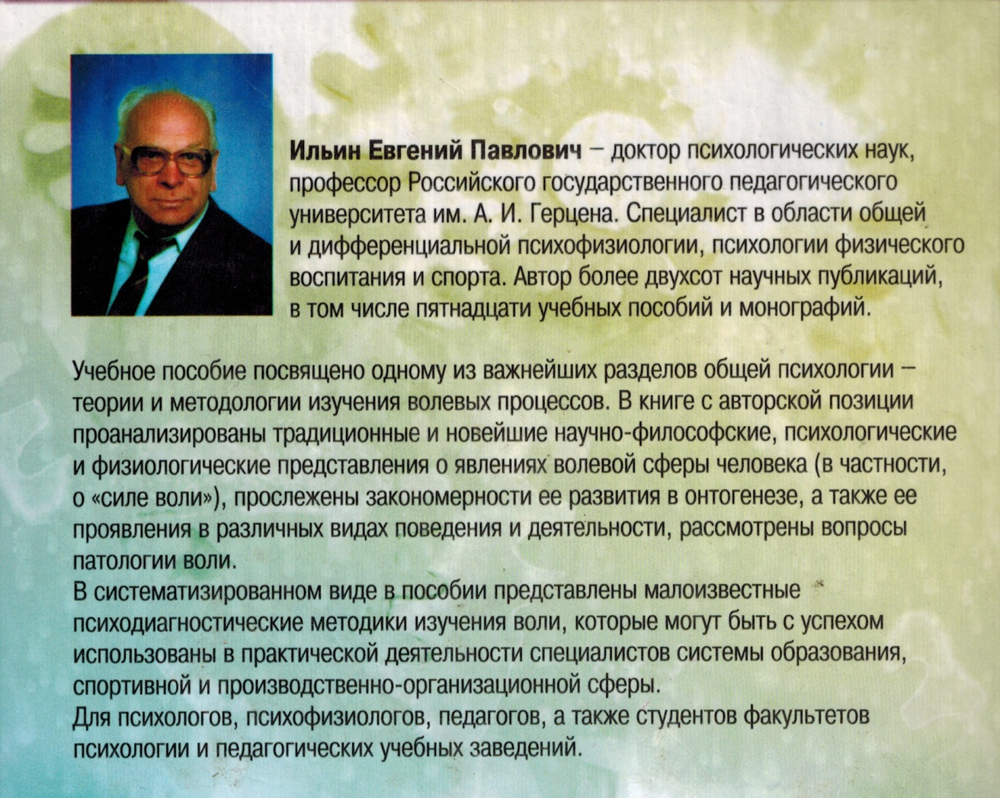 Ильин Евгений Павлович – доктор психологических наук,
профессор Российского государственного педагогического
университета им. А. И. Герцена. Специалист в области общей
и дифференциальной психофизиологии, психологии физического
воспитания и спорта. Автор более двухсот научных публикаций,
в том числе пятнадцати учебных пособий и монографий.
Учебное пособие посвящено одному из важнейших разделов общей психологии –
теории и методологии изучения волевых процессов. В книге с авторской позиции
проанализированы традиционные и новейшие научно-философские, психологические
и физиологические представления о явлениях волевой сферы человека (в частности,
о «силе воли»), прослежены закономерности ее развития в онтогенезе, а также ее
проявления в различных видах поведения и деятельности, рассмотрены вопросы
патологии воли.
В систематизированном виде в пособии представлены малоизвестные
психодиагностические методики изучения воли, которые могут быть с успехом
использованы в практической деятельности специалистов системы образования,
спортивной и производственно-организационной сферы.
Для психологов, психофизиологов, педагогов, а также студентов факультетов
психологии и педагогических учебных заведений.